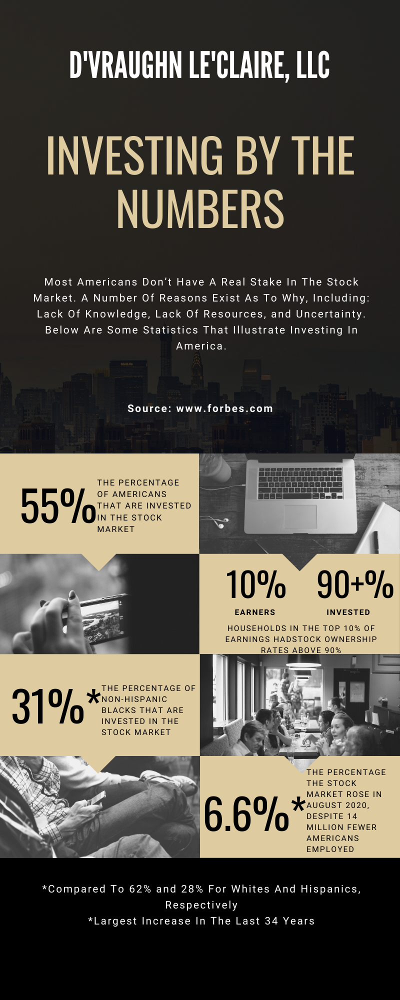 D'VRAUGHN LE'CLAIRE, LLC
INVESTING BY THE
NUMBERS
Most Americans Don’t Have A Real Stake In The Stock
Market. A Number Of Reasons Exist As To Why, Including:
Lack Of Knowledge, Lack Of Resources, and Uncertainty.
Below Are Some Statistics That Illustrate Investing In
America.
MetLife
Source: www.forbes.com
55%
THE PERCENTAGE
OF AMERICANS
THAT ARE INVESTED
IN THE STOCK
MARKET
10%
EARNERS
90+%
INVESTED
HOUSEHOLDS IN THE TOP 10% OF
EARNINGS HADSTOCK OWNERSHIP
RATES ABOVE 90%
31%*
THE PERCENTAGE OF
NON-HISPANIC
BLACKS THAT ARE
INVESTED IN THE
STOCK MARKET
6.6%*
THE PERCENTAGE
THE STOCK
MARKET ROSE IN
AUGUST 2020,
DESPITE 14
MILLION FEWER
AMERICANS
EMPLOYED
*Compared To 62% and 28% For Whites And Hispanics,
Respectively
*Largest Increase In The Last 34 Years